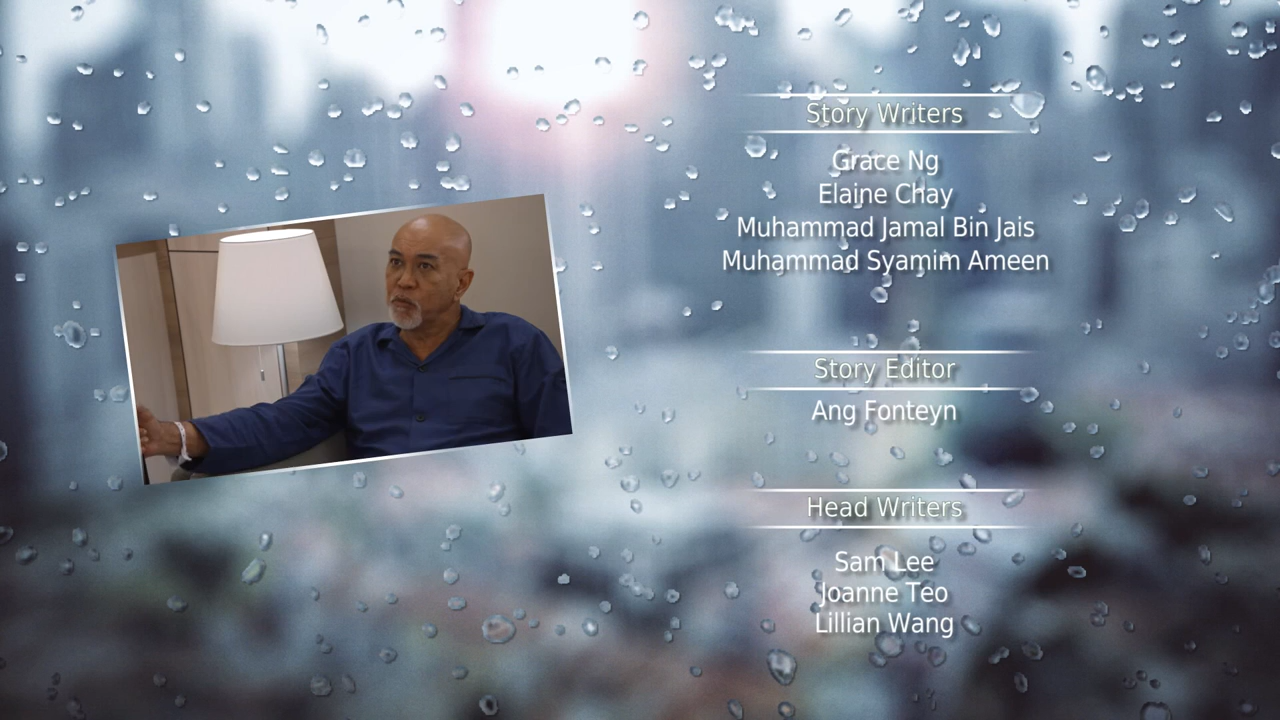 Story Writers
Grace Ng
Elaine Chay
Muhammad Jamal Bin Jais
Muhammad Syamim Ameen
Story Editor
Ang Fonteyn
Head Writers
Sam Lee
Joanne Teo
Lillian Wang